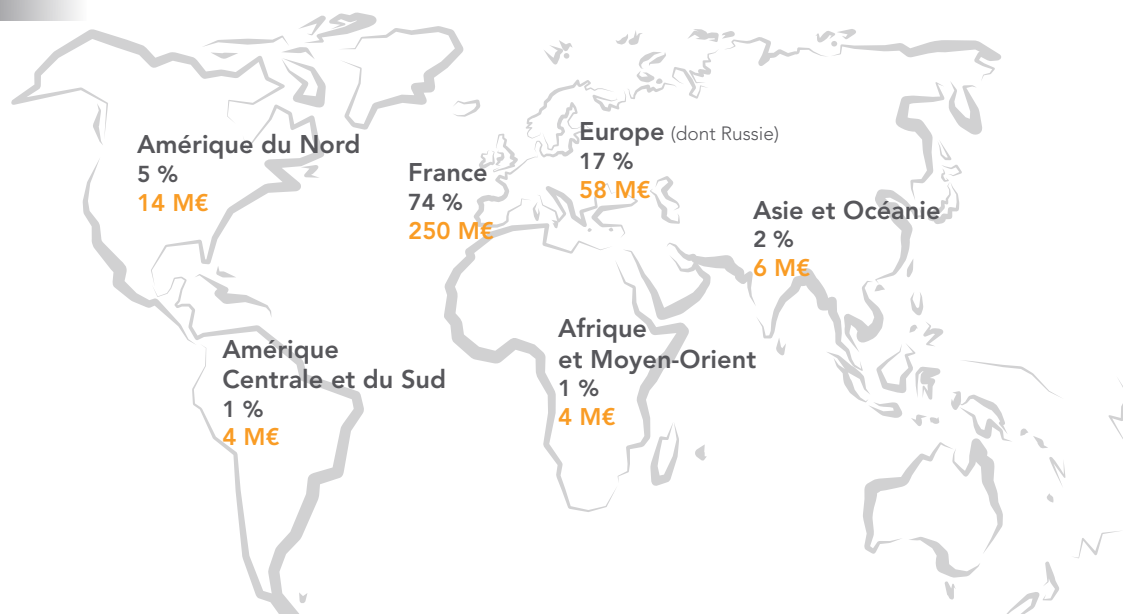 Amérique du Nord
5 %
14 M€
France
74 %
250 M€
Europe (dont Russie)
17 %
58 M€
Asie et Océanie
2 %
6 M€
Amérique
Centrale et du Sud
1 %
4 M€
Afrique
et Moyen-Orient
1 %
4 M€